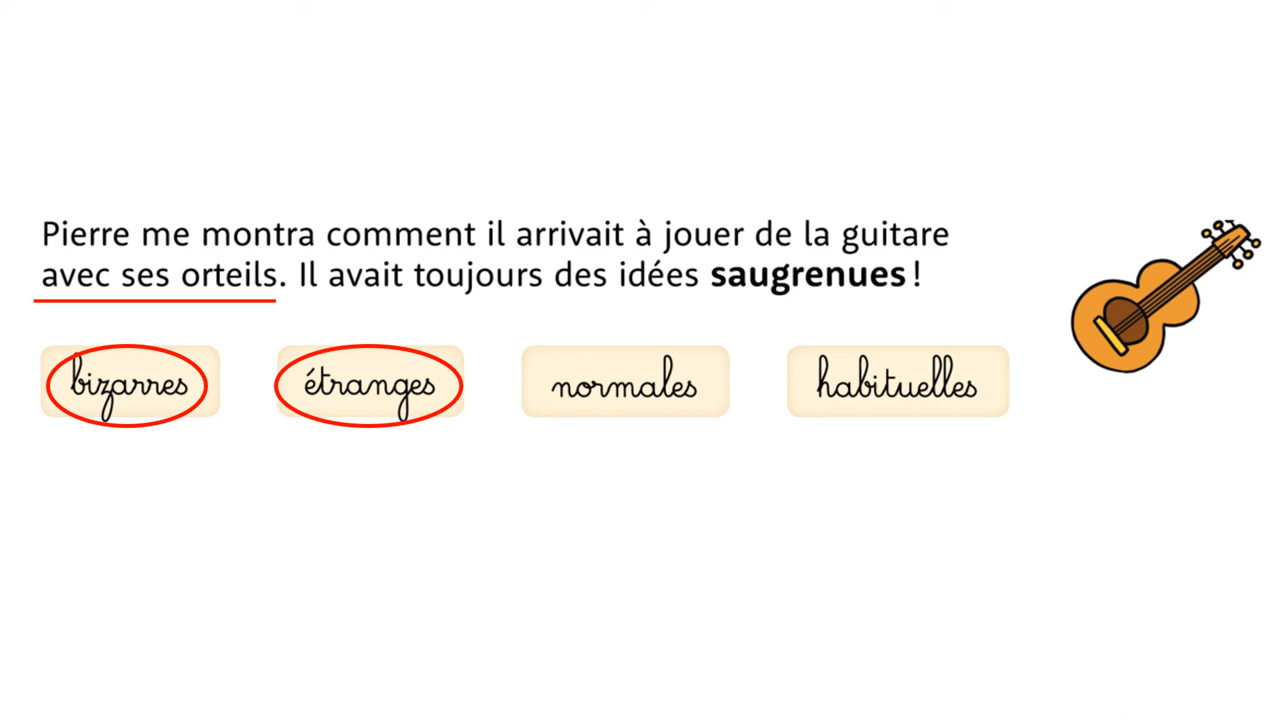 Pierre me montra comment il arrivait à jouer de la guitare
avec ses orteils. Il avait toujours des idées saugrenues !
bizarres étranges normales habituelles